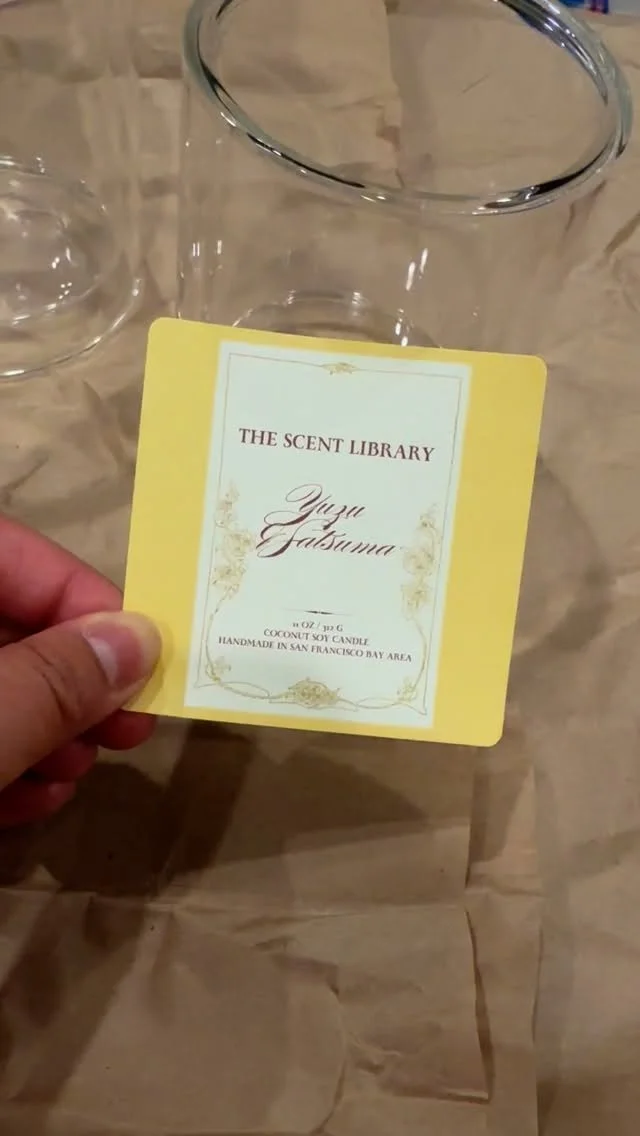 THE SCENT LIBRARY
Yuzu
Satsuma
11 OZ / 312 G
COCONUT SOY CANDLE
HANDMADE IN SAN FRANCISCO BAY AREA